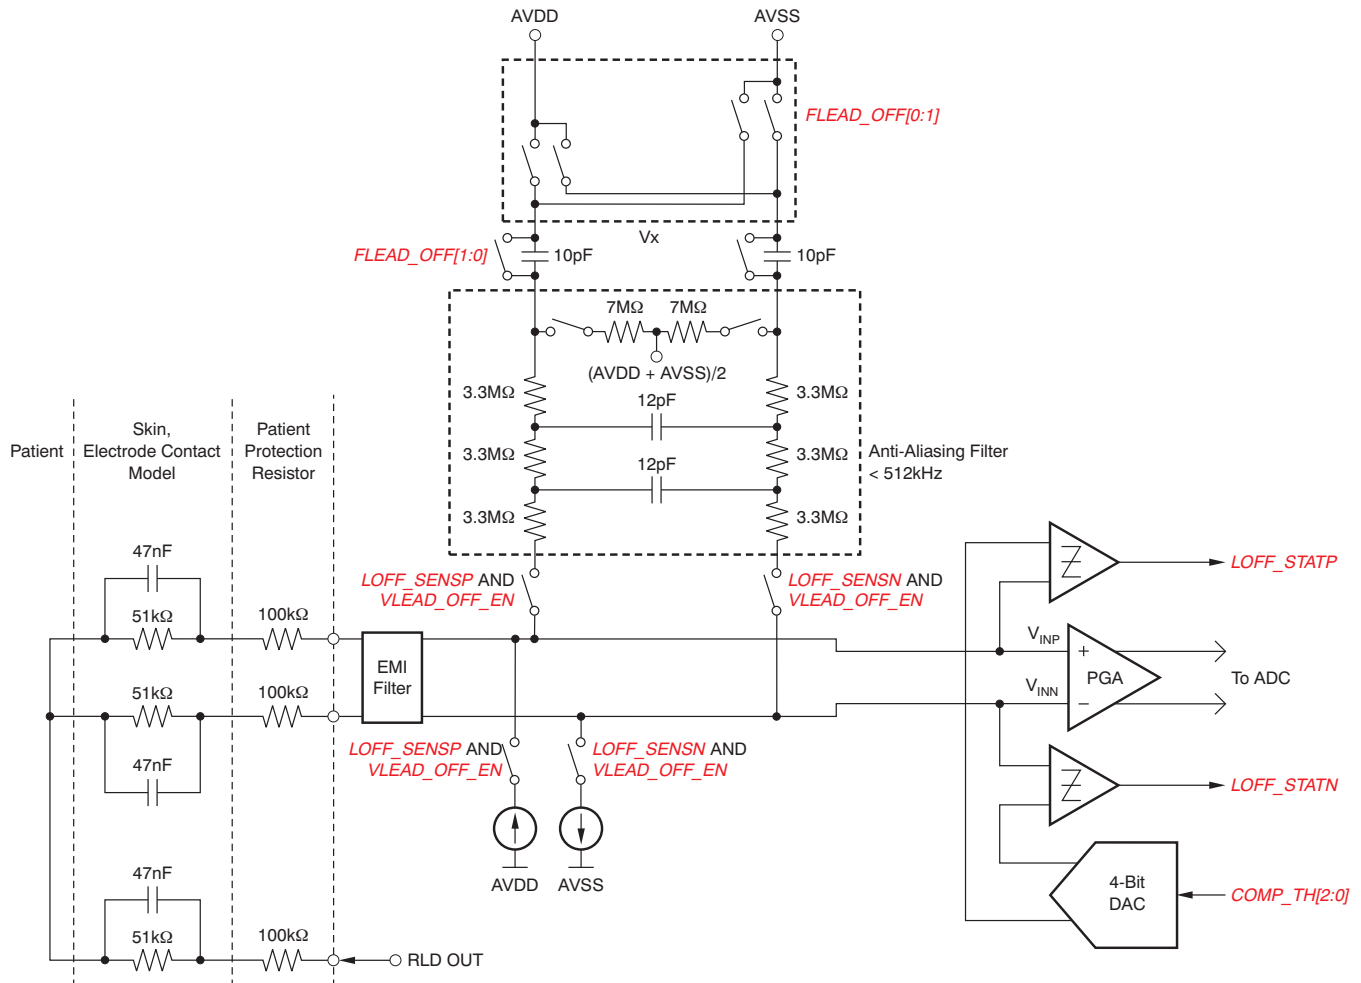 AVDD
AVSS
FLEAD_OFF[0:1]
Vx
FLEAD_OFF[1:0]
10pF
10pF
7MΩ
7MΩ
(AVDD + AVSS)/2
3.3MΩ
3.3MΩ
12pF
3.3MΩ
3.3MΩ
12pF
3.3MΩ
3.3MΩ
Anti-Aliasing Filter
< 512kHz
Patient
Skin,
Electrode Contact
Model
Patient
Protection
Resistor
47nF
51kΩ
100kΩ
LOFF_SENSP AND
VLEAD_OFF_EN
LOFF_SENSN AND
VLEAD_OFF_EN
LOFF_STATP
EMI
Filter
VINP
+
PGA
VINN
−
To ADC
51kΩ
100kΩ
47nF
LOFF_SENSP AND
VLEAD_OFF_EN
LOFF_SENSN AND
VLEAD_OFF_EN
LOFF_STATN
AVDD
AVSS
4-Bit
DAC
COMP_TH[2:0]
47nF
51kΩ
100kΩ
RLD OUT